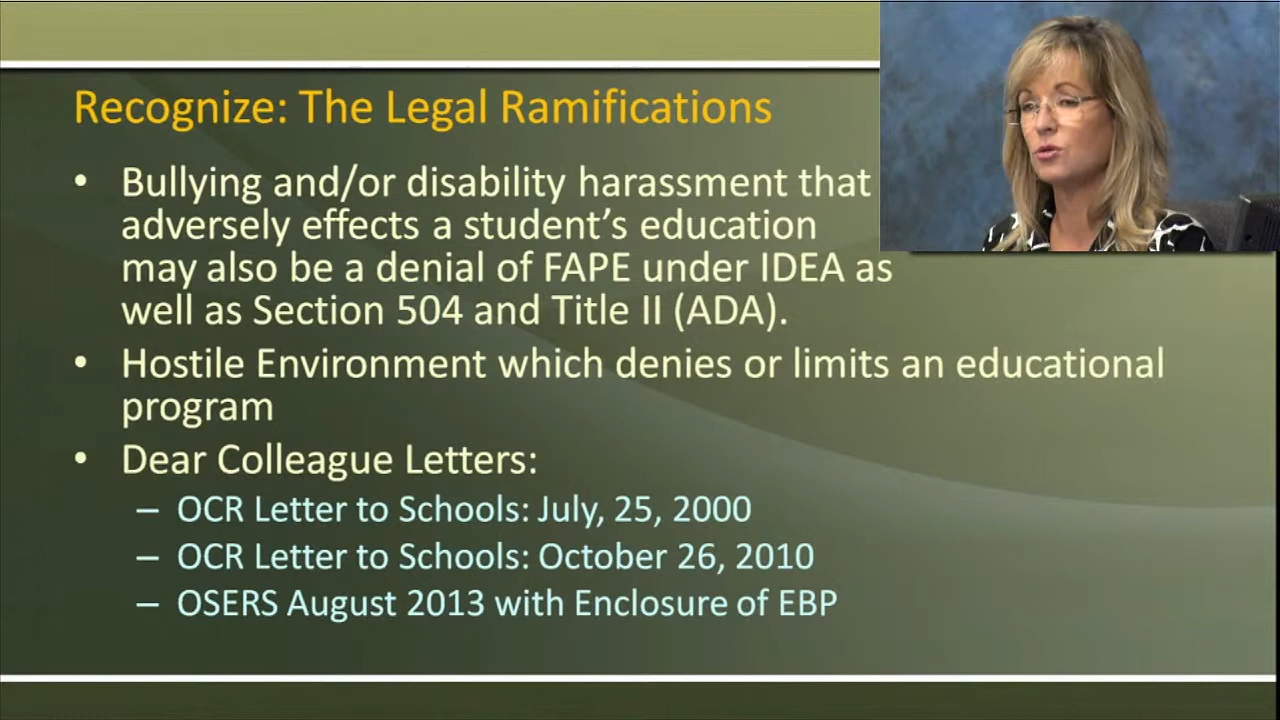 Recognize: The Legal Ramifications
• Bullying and/or disability harassment that
adversely effects a student’s education
may also be a denial of FAPE under IDEA as
well as Section 504 and Title II (ADA).
• Hostile Environment which denies or limits an educational
program
• Dear Colleague Letters:
– OCR Letter to Schools: July, 25, 2000
– OCR Letter to Schools: October 26, 2010
– OSERS August 2013 with Enclosure of EBP